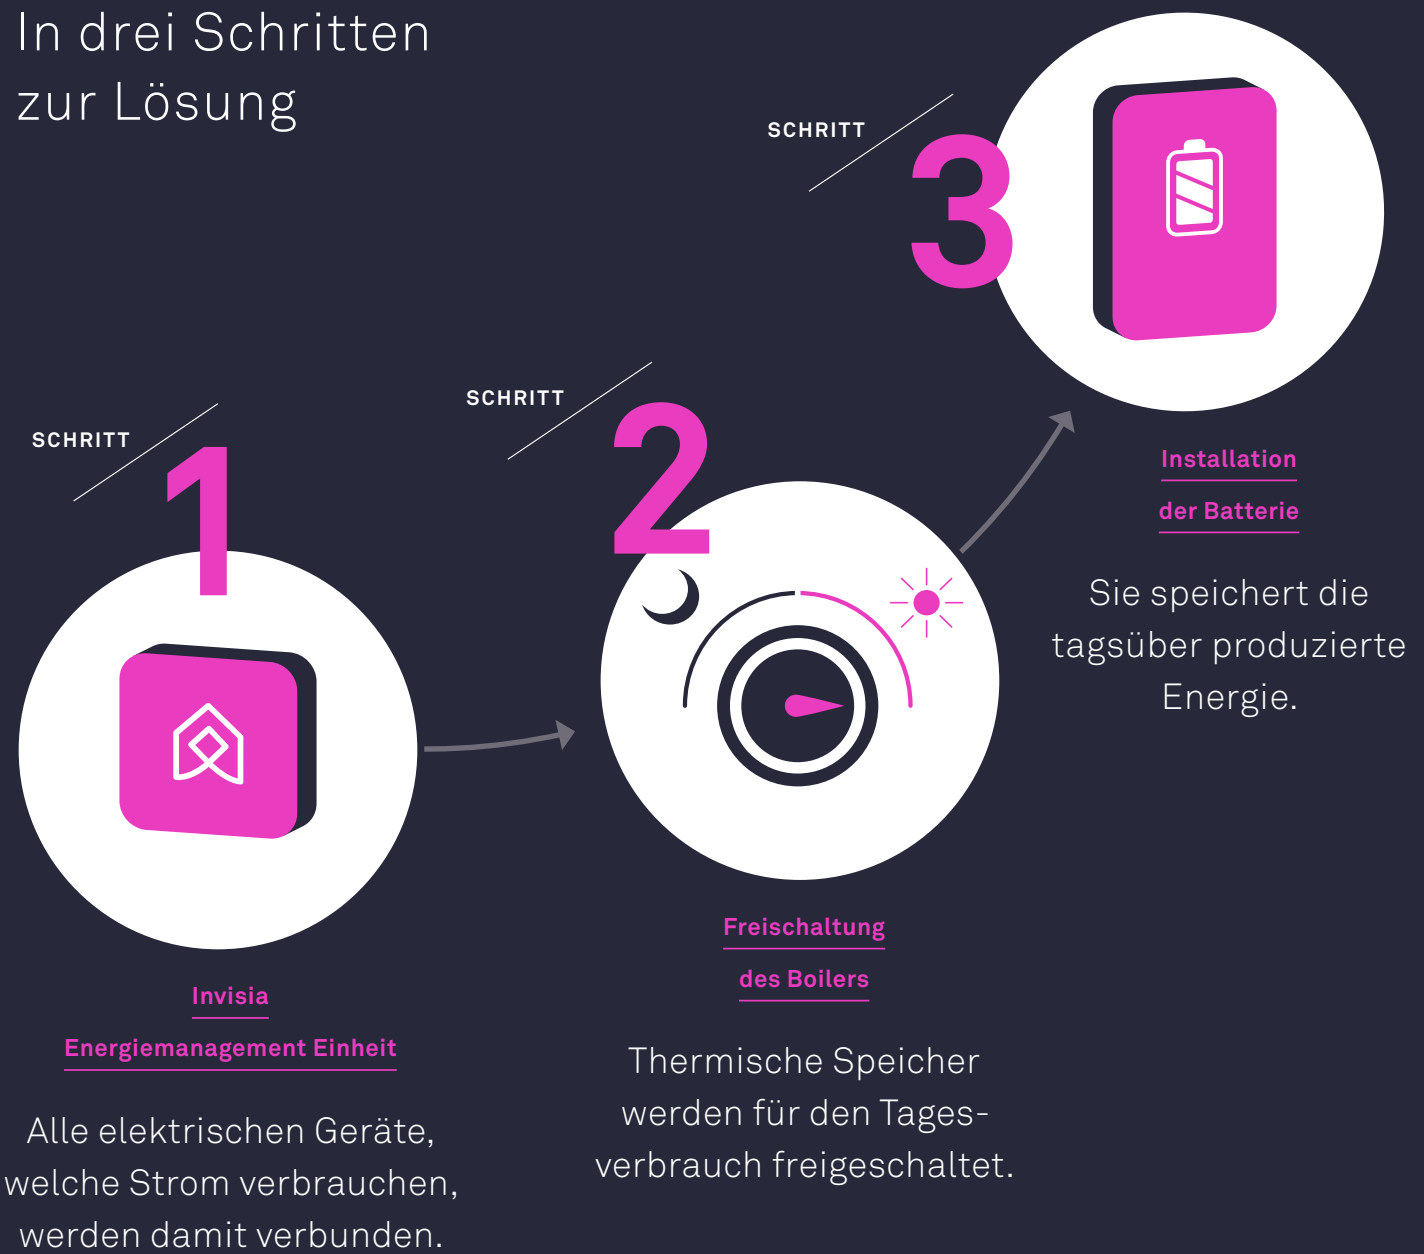 In drei Schritten
zur Lösung
SCHRITT
1
Invisia
Energiemanagement Einheit
Alle elektrischen Geräte,
welche Strom verbrauchen,
werden damit verbunden.
SCHRITT
2
Freischaltung
des Boilers
Thermische Speicher
werden für den Tages-
verbrauch freigeschaltet.
SCHRITT
3
Installation
der Batterie
Sie speichert die
tagsüber produzierte
Energie.